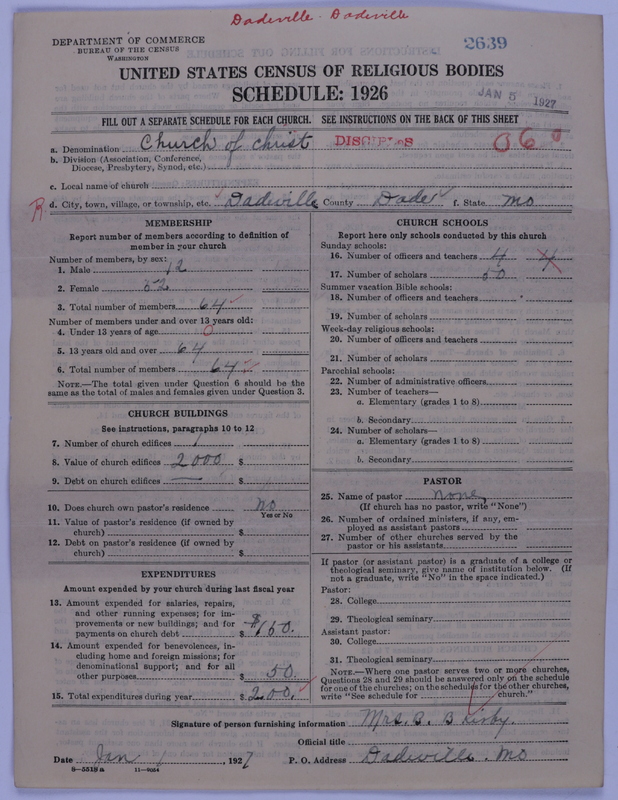 Dadeville - Dadeville
DEPARTMENT OF COMMERCE
BUREAU OF THE CENSUS
WASHINGTON
2639
UNITED STATES CENSUS OF RELIGIOUS BODIES
SCHEDULE: 1926
JAN 5 1927
FILL OUT A SEPARATE SCHEDULE FOR EACH CHURCH. SEE INSTRUCTIONS ON THE BACK OF THIS SHEET
a. Denomination Church of christ DISCIPLES 06
b. Division (Association, Conference,
Diocese, Presbytery, Synod, etc.)
c. Local name of church
R d. City, town, village, or township, etc. Dadeville County Dade f. State Mo
MEMBERSHIP
Report number of members according to definition of
member in your church
Number of members, by sex:
1. Male 12
2. Female 52
3. Total number of members 64
Number of members under and over 13 years old:
4. Under 13 years of age 0
5. 13 years old and over 64
6. Total number of members 64
NOTE.—The total given under Question 6 should be the
same as the total of males and females given under Question 3.
CHURCH BUILDINGS
See instructions, paragraphs 10 to 12
7. Number of church edifices 1
8. Value of church edifices 2000 $
9. Debt on church edifices — $
10. Does church own pastor's residence no
Yes or No
11. Value of pastor's residence (if owned by
church) $
12. Debt on pastor's residence (if owned by
church) $
EXPENDITURES
Amount expended by your church during last fiscal year
13. Amount expended for salaries, repairs,
and other running expenses; for im-
provements or new buildings; and for
payments on church debt $ $150.
14. Amount expended for benevolences, in-
cluding home and foreign missions; for
denominational support; and for all
other purposes $ 50
15. Total expenditures during year $ 200.
CHURCH SCHOOLS
Report here only schools conducted by this church
Sunday schools:
16. Number of officers and teachers 4 4
17. Number of scholars 50
Summer vacation Bible schools:
18. Number of officers and teachers
19. Number of scholars
Week-day religious schools:
20. Number of officers and teachers
21. Number of scholars
Parochial schools:
22. Number of administrative officers
23. Number of teachers—
a. Elementary (grades 1 to 8)
b. Secondary
24. Number of scholars—
a. Elementary (grades 1 to 8)
b. Secondary
PASTOR
25. Name of pastor none
(If church has no pastor, write "None")
26. Number of ordained ministers, if any, em-
ployed as assistant pastors
27. Number of other churches served by the
pastor or his assistants
If pastor (or assistant pastor) is a graduate of a college or
theological seminary, give name of institution below. (If
not a graduate, write "No" in the space indicated.)
Pastor:
28. College
29. Theological seminary
Assistant pastor:
30. College
31. Theological seminary
NOTE.—Where one pastor serves two or more churches,
Questions 28 and 29 should be answered only on the schedule
for one of the churches; on the schedules for the other churches,
write "See schedule for church."
Signature of person furnishing information Mrs. B. B Kirby.
Official title
Date Jan 1, 1927 P. O. Address Dadeville. Mo
8—5518a 11—9054